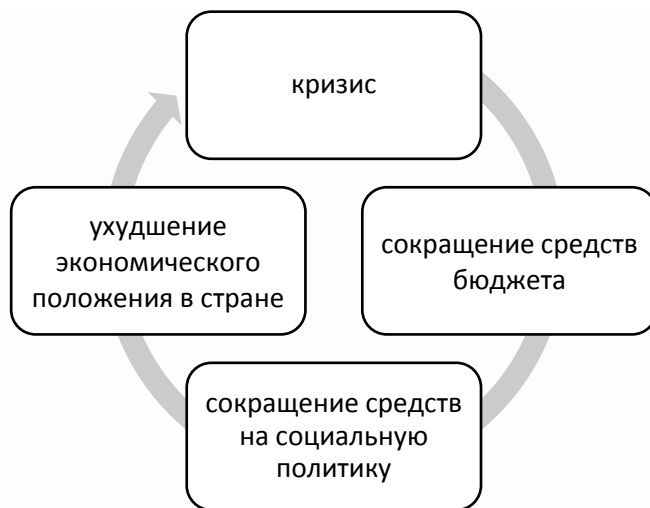 кризис
сокращение средств
бюджета
сокращение средств
на социальную
политику
ухудшение
экономического
положения в стране